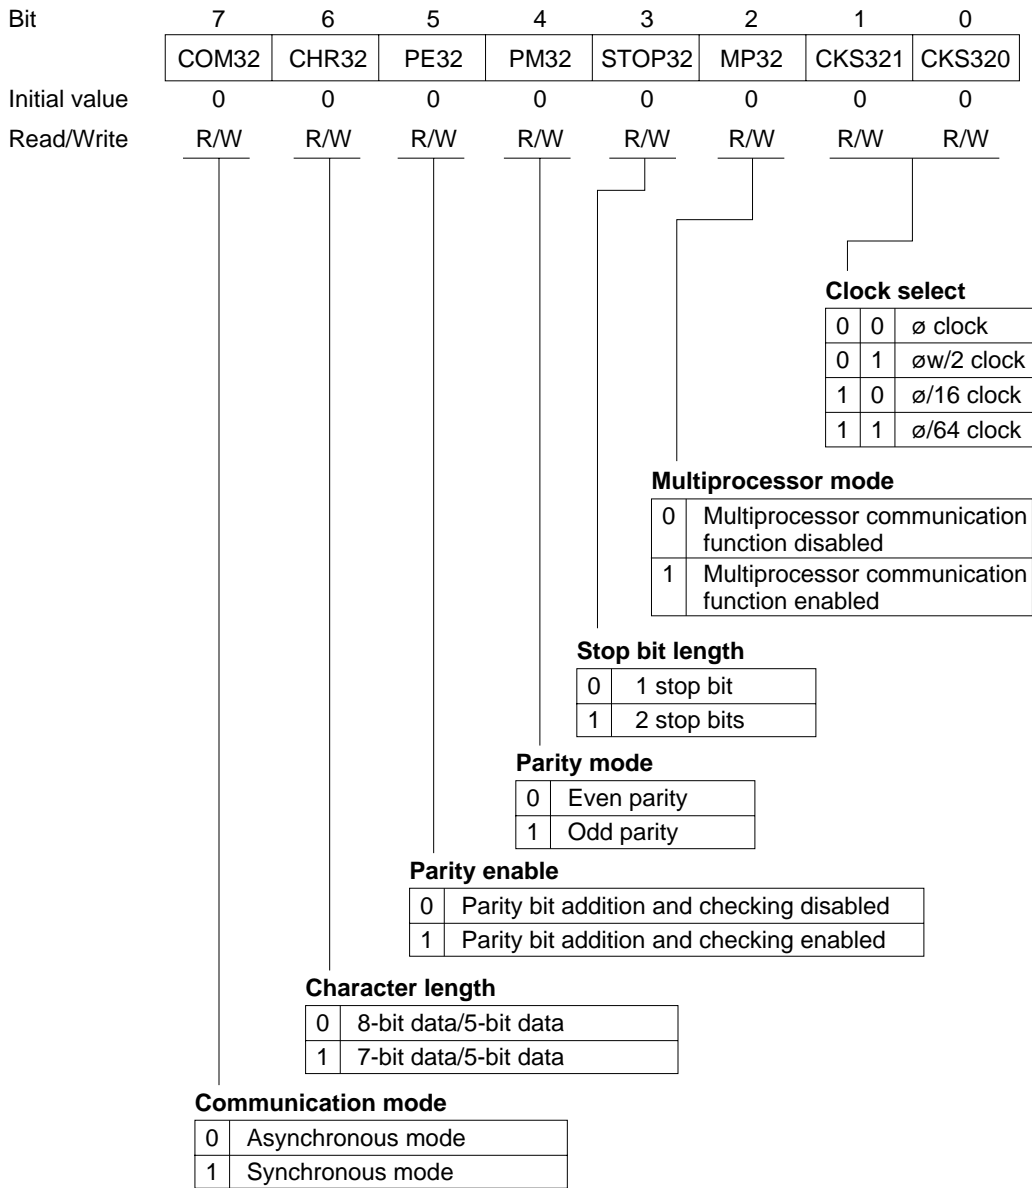 Bit 7 6 5 4 3 2 1 0
COM32 CHR32 PE32 PM32 STOP32 MP32 CKS321 CKS320
Initial value 0 0 0 0 0 0 0 0
Read/Write R/W R/W R/W R/W R/W R/W R/W R/W
Clock select
0 0 ø clock
0 1 øw/2 clock
1 0 ø/16 clock
1 1 ø/64 clock
Multiprocessor mode
0 Multiprocessor communication
function disabled
1 Multiprocessor communication
function enabled
Stop bit length
0 1 stop bit
1 2 stop bits
Parity mode
0 Even parity
1 Odd parity
Parity enable
0 Parity bit addition and checking disabled
1 Parity bit addition and checking enabled
Character length
0 8-bit data/5-bit data
1 7-bit data/5-bit data
Communication mode
0 Asynchronous mode
1 Synchronous mode